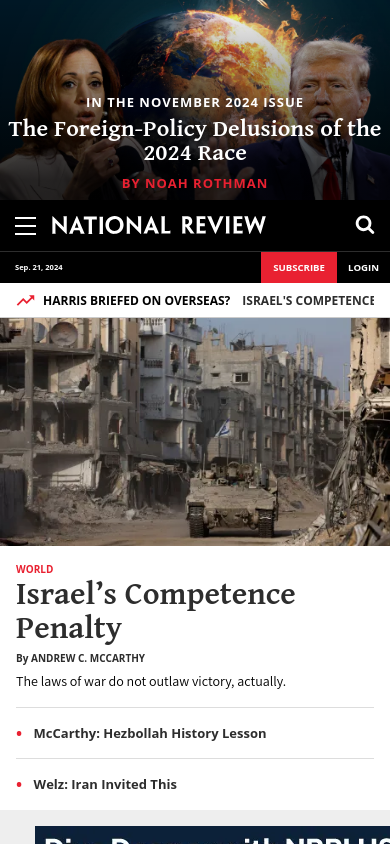 IN THE NOVEMBER 2024 ISSUE
The Foreign-Policy Delusions of the
2024 Race
BY NOAH ROTHMAN
NATIONAL REVIEW
Sep. 21, 2024
SUBSCRIBE
LOGIN
HARRIS BRIEFED ON OVERSEAS?
ISRAEL'S COMPETENCE
WORLD
Israel’s Competence
Penalty
By ANDREW C. MCCARTHY
The laws of war do not outlaw victory, actually.
• McCarthy: Hezbollah History Lesson
• Welz: Iran Invited This